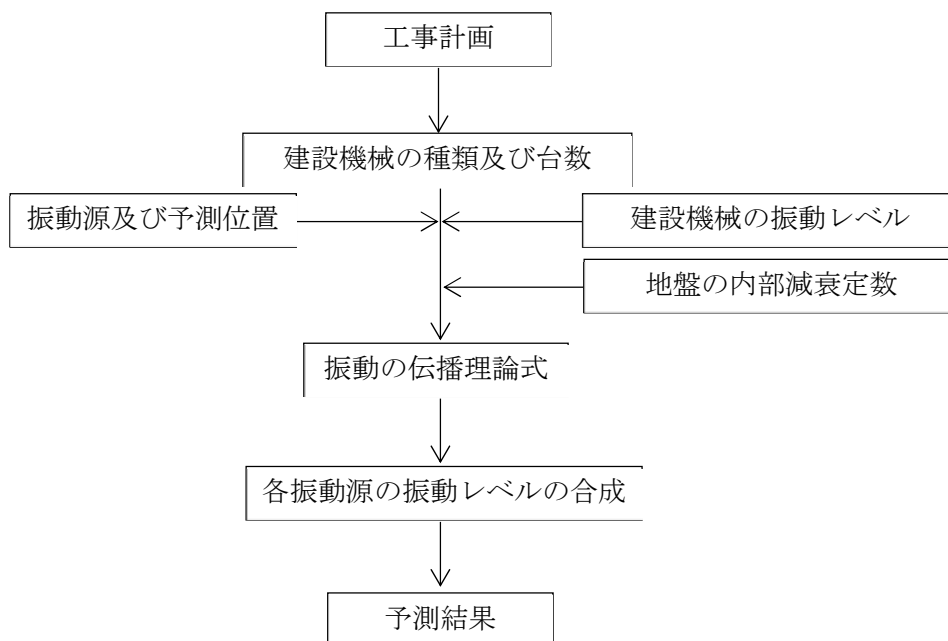 工事計画
建設機械の種類及び台数
振動源及び予測位置
建設機械の振動レベル
地盤の内部減衰定数
振動の伝播理論式
各振動源の振動レベルの合成
予測結果